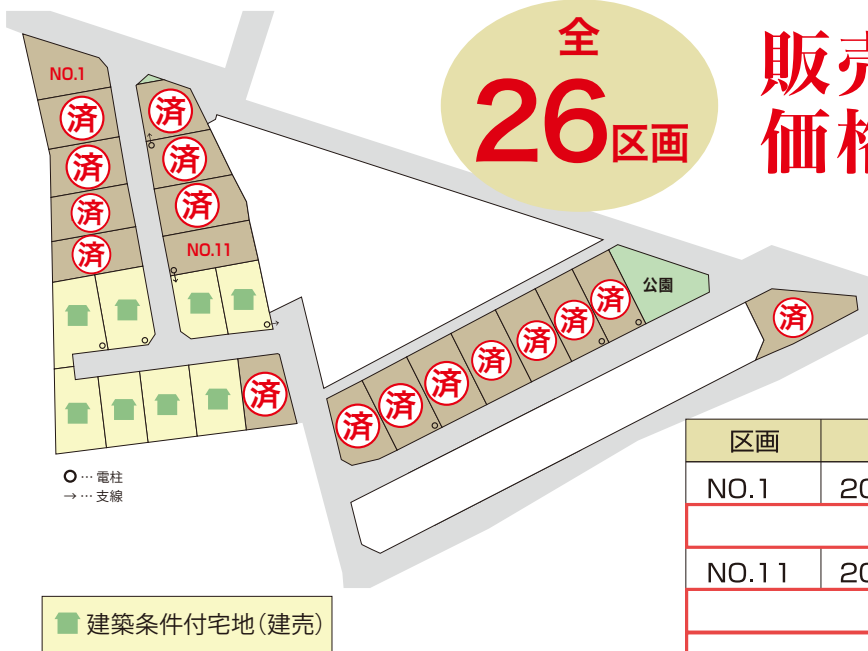 全
26区画
販売
価格
NO.1
済
済
済
済
済
済
済
NO.11
済
済
済
済
済
済
済
済
公園
済
電柱
支線
区画
NO.1 20
NO.11 20
建築条件付宅地(建売)